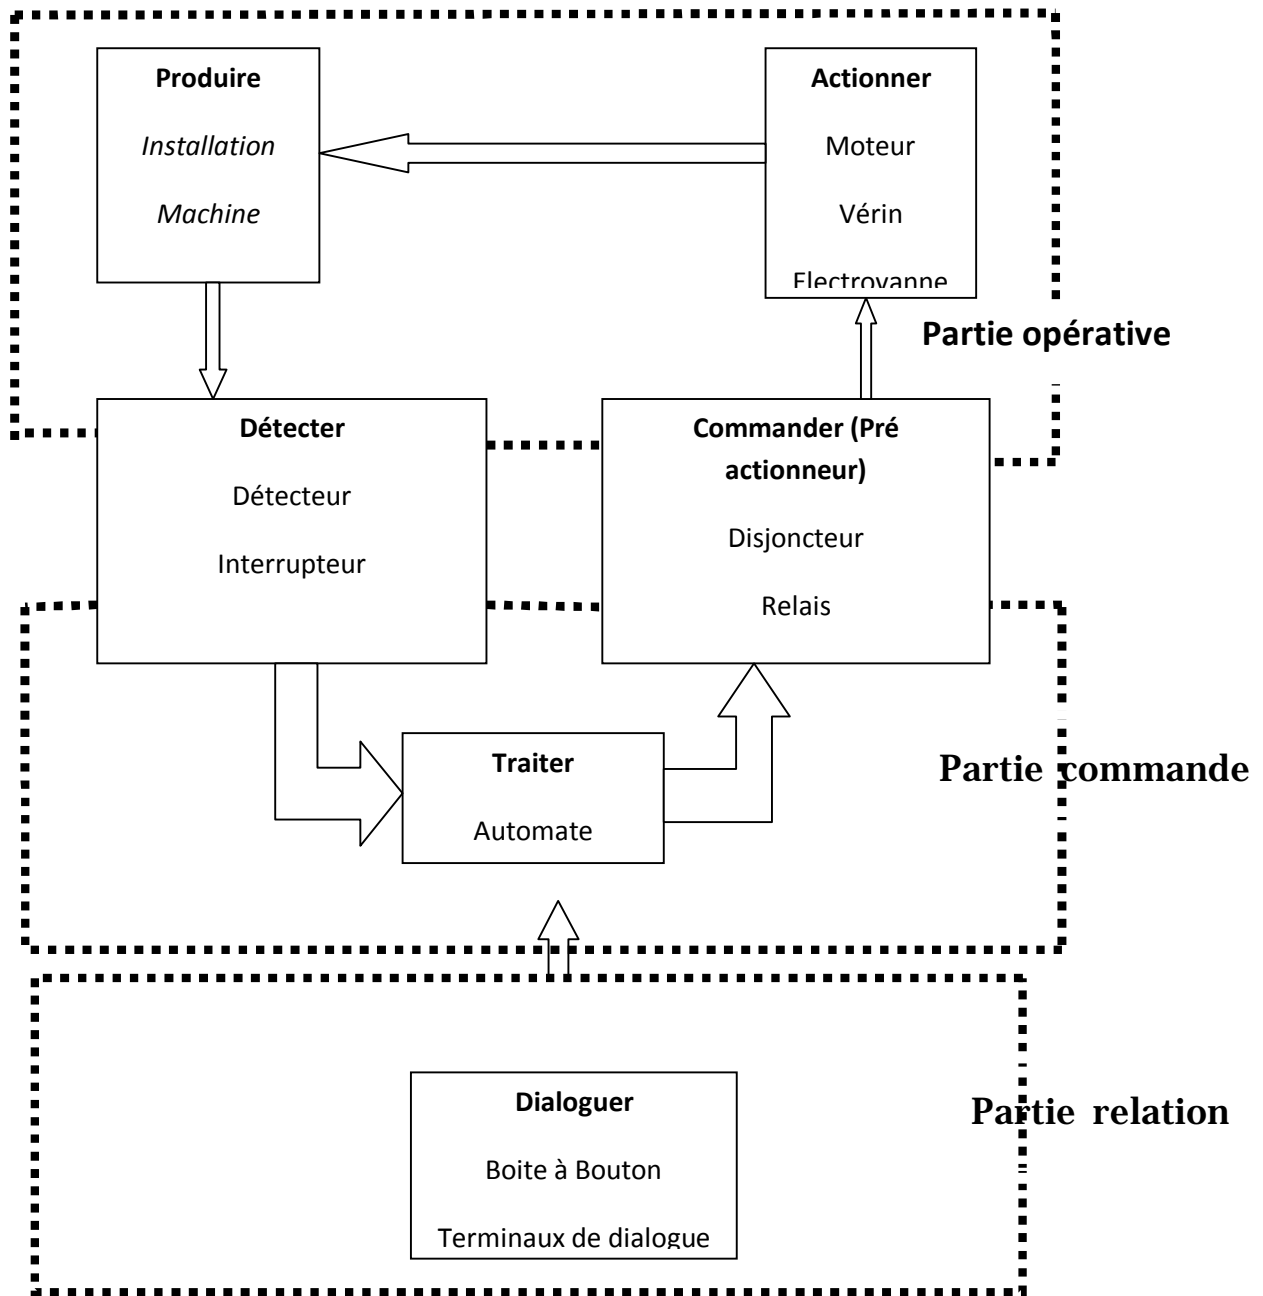 Produire
Installation
Machine
Actionner
Moteur
Vérin
Electrovanne
Partie opérative
Détecter
Détecteur
Interrupteur
Commander (Pré
actionneur)
Disjoncteur
Relais
Traiter
Automate
Partie commande
Dialoguer
Boite à Bouton
Terminaux de dialogue
Partie relation